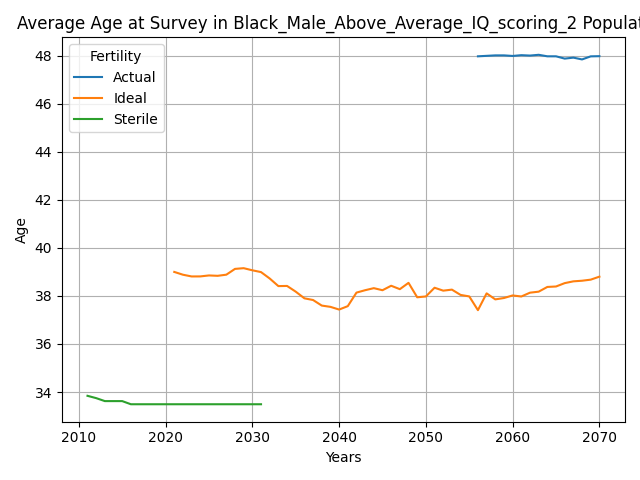 Average Age at Survey in Black_Male_Above_Average_IQ_scoring_2 Populat
Fertility
Actual
Ideal
Sterile
48
46
44
42
40
38
36
34
Age
2010
2020
2030
2040
2050
2060
2070
Years